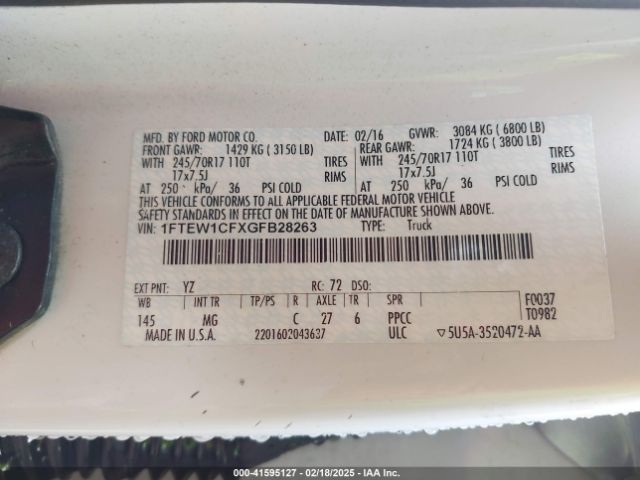 MFD. BY FORD MOTOR CO. DATE: 02/16 GVWR: 3084 KG ( 6800 LB)
FRONT GAWR: 1429 KG ( 3150 LB) REAR GAWR: 1724 KG ( 3800 LB)
WITH 245/70R17 110T TIRES WITH 245/70R17 110T TIRES
17x7.5J RIMS 17x7.5J RIMS
AT 250 kPa/ 36 PSI COLD AT 250 kPa/ 36 PSI COLD
THIS VEHICLE CONFORMS TO ALL APPLICABLE FEDERAL MOTOR VEHICLE
SAFETY STANDARDS IN EFFECT ON THE DATE OF MANUFACTURE SHOWN ABOVE.
VIN: 1FTEW1CFXGFB28263 TYPE: Truck
EXT PNT: YZ RC: 72 DSO: F0037
WB INT TR TP/PS R AXLE TR SPR T0982
145 MG C 27 6 PPCC
MADE IN U.S.A. 2201602043637 ULC ▽5U5A-3520472-AA
000-41595127 - 02/18/2025 - IAA Inc.